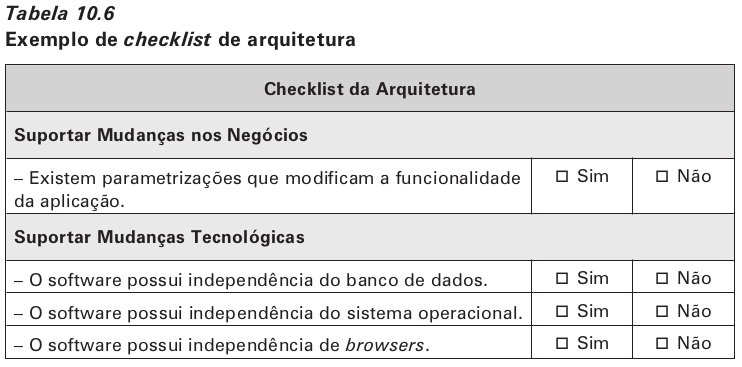 Tabela 10.6
Exemplo de checklist de arquitetura
Checklist da Arquitetura
Suportar Mudanças nos Negócios
– Existem parametrizações que modificam a funcionalidade
da aplicação.
☐ Sim
☐ Não
Suportar Mudanças Tecnológicas
– O software possui independência do banco de dados.
☐ Sim
☐ Não
– O software possui independência do sistema operacional.
☐ Sim
☐ Não
– O software possui independência de browsers.
☐ Sim
☐ Não